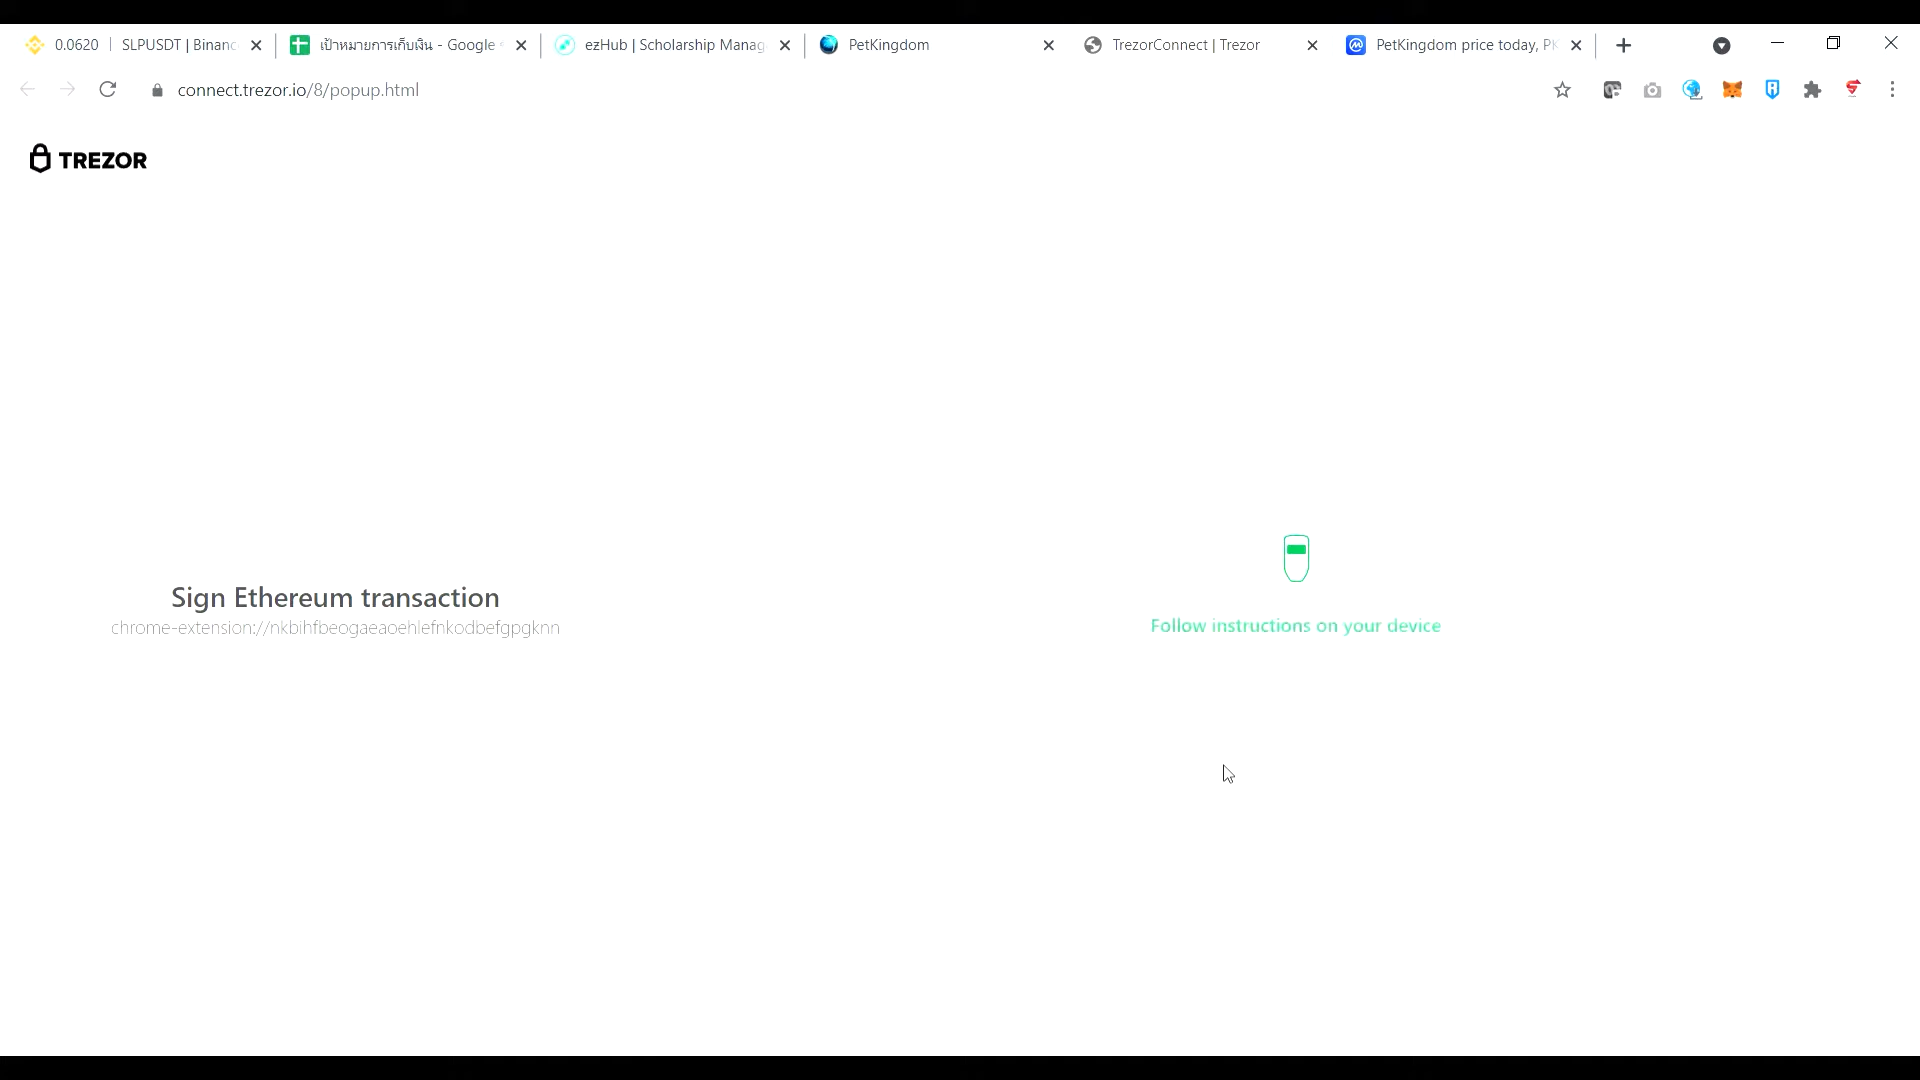 0.0620 | SLPUSDT | Binanc
เป้าหมายการเก็บเงิน - Google
ezHub | Scholarship Manag
PetKingdom
TrezorConnect | Trezor
PetKingdom price today, PK
connect.trezor.io/8/popup.html
TREZOR
Sign Ethereum transaction
chrome-extension://nkbihfbeogaeaoehlefnkodbefgpgknn
Follow instructions on your device